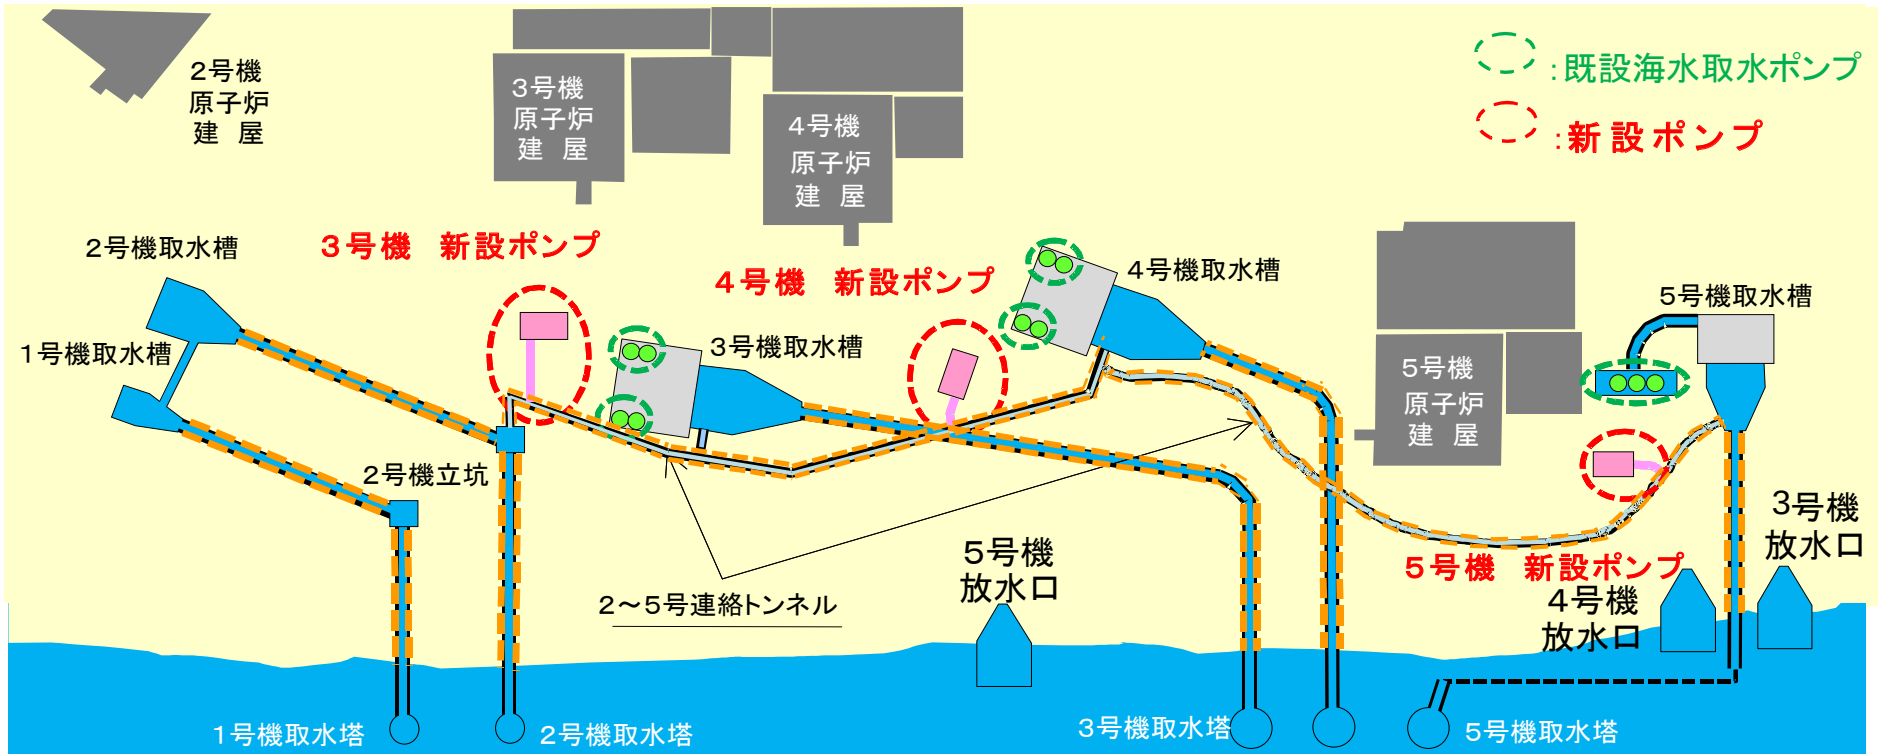 2号機
原子炉
建　屋
3号機
原子炉
建　屋
4号機
原子炉
建　屋
：既設海水取水ポンプ
：新設ポンプ
2号機取水槽
3号機　新設ポンプ
4号機　新設ポンプ
4号機取水槽
5号機取水槽
1号機取水槽
3号機取水槽
5号機
原子炉
建　屋
2号機立坑
3号機
放水口
5号機
放水口
5号機　新設ポンプ
4号機
放水口
2～5号連絡トンネル
1号機取水塔
2号機取水塔
3号機取水塔
5号機取水塔